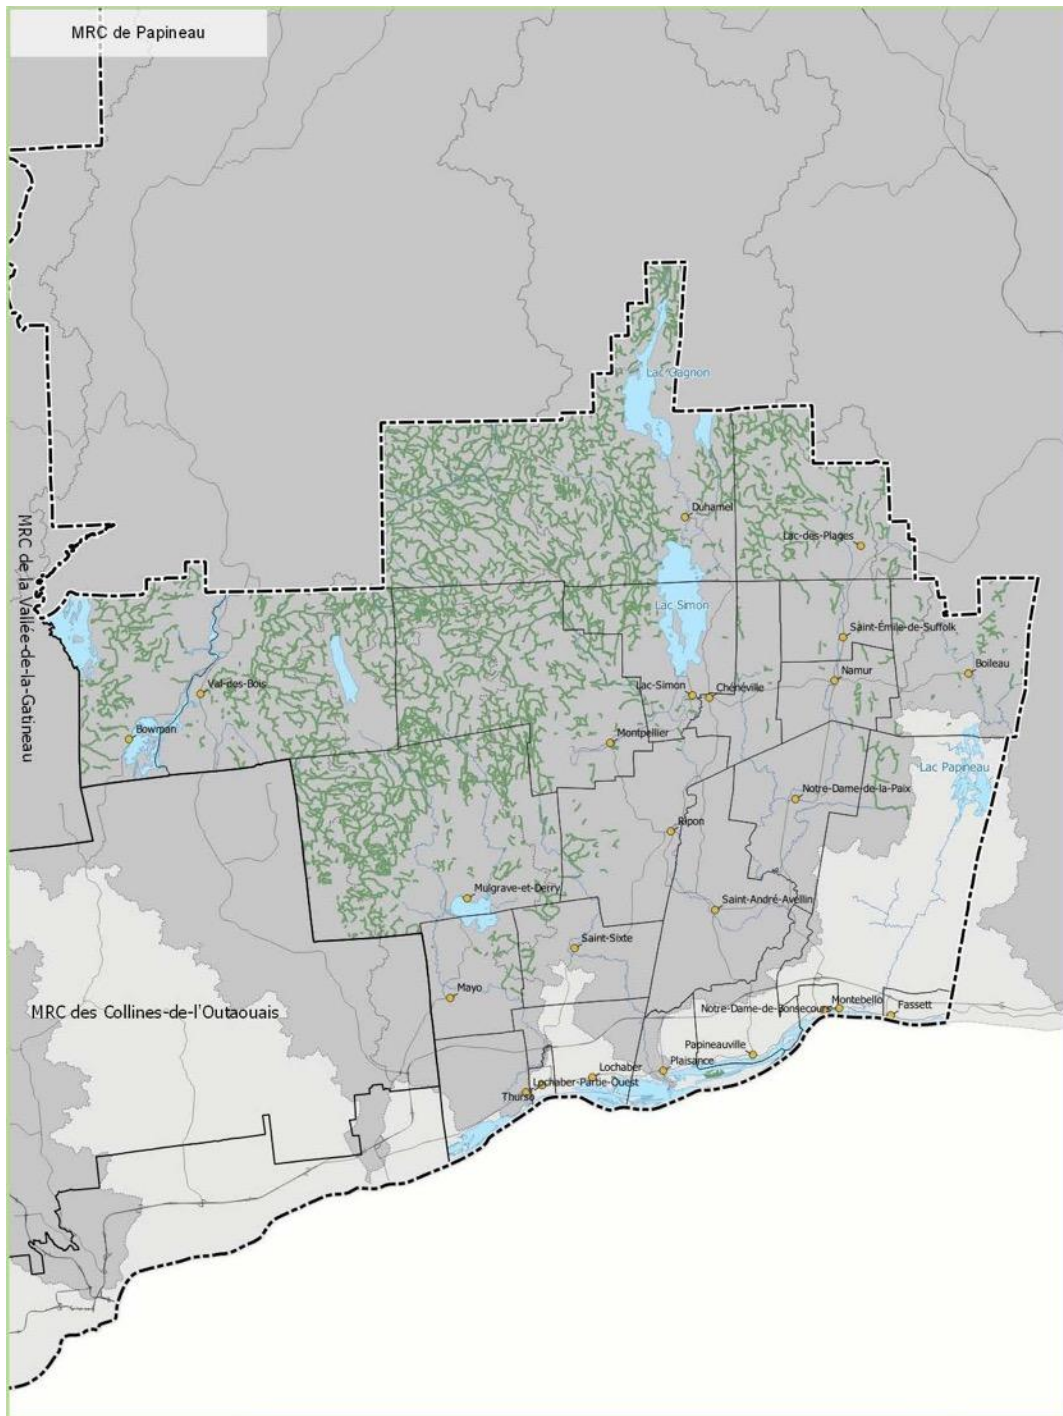 MRC de Papineau
Lac Gagnon
Duhamel
Lac-des-Plages
MRC de la Vallée-de-la-Gatineau
Lac Simon
Saint-Émile-de-Suffolk
Boileau
Namur
Val-des-Bois
Lac-Simon
Chénéville
Bowman
Montpellier
Lac Papineau
Notre-Dame-de-la-Paix
Ripon
Mulgrave-et-Derry
Saint-André-Avellin
Saint-Sixte
Mayo
MRC des Collines-de-l'Outaouais
Notre-Dame-de-Bonsecours
Montebello
Fassett
Papineauville
Plaisance
Lochaber
Lochaber-Partie-Ouest
Thurso